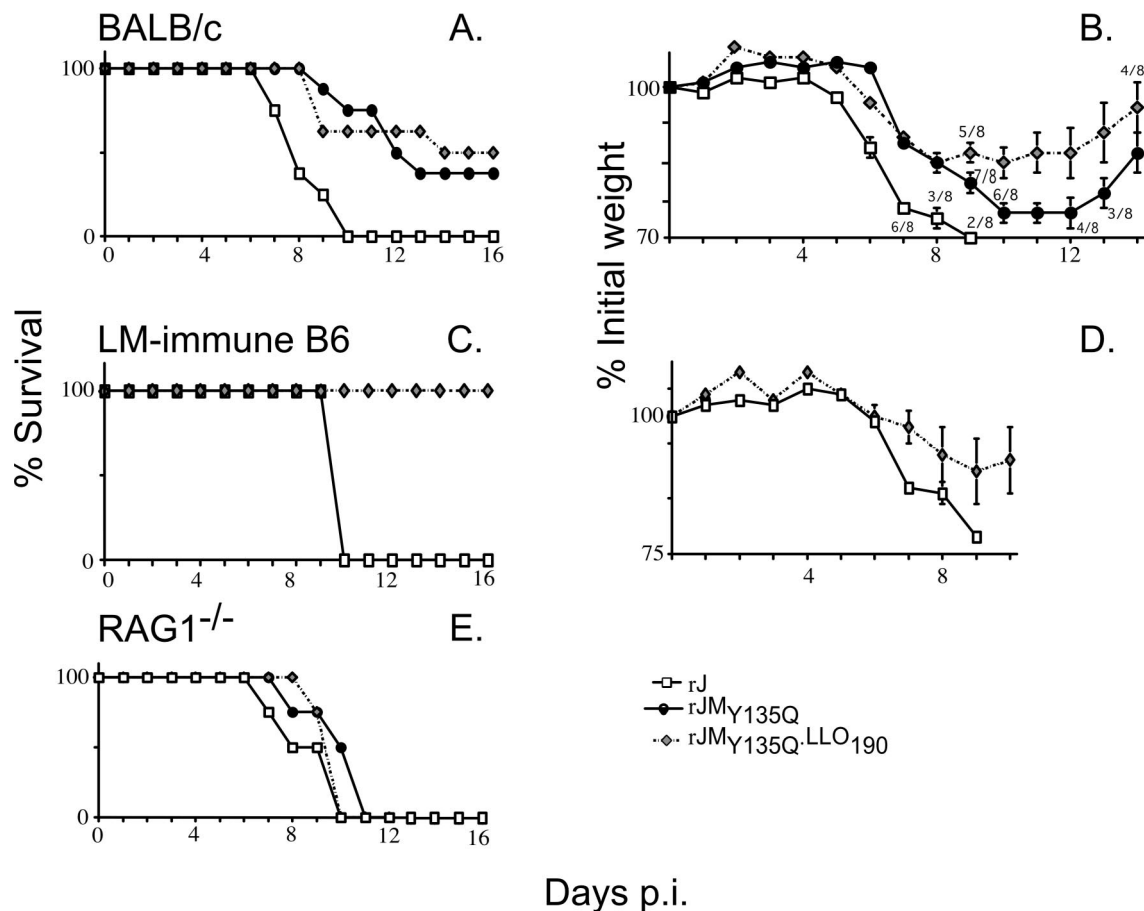 BALB/c
A.
100
0
0
4
8
12
16
B.
100
70
4
8
12
6/8
3/8
2/8
5/8
7/8
6/8
4/8
3/8
4/8
% Survival
% Initial weight
LM-immune B6
C.
100
0
0
4
8
12
16
D.
100
75
4
8
RAG1-/-
E.
100
0
0
4
8
12
16
rJ
rJMY135Q
rJMY135Q.LLO190
Days p.i.